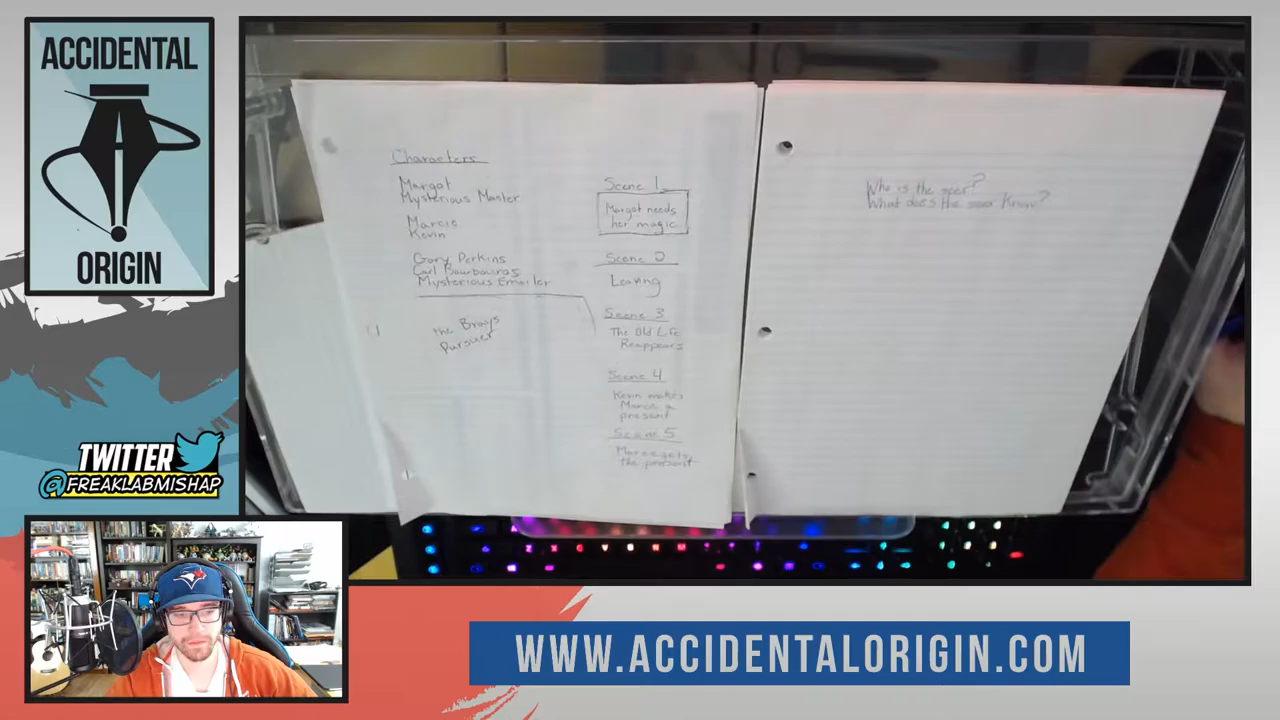 ACCIDENTAL
ORIGIN
TWITTER
@FREAKLABMISHAP
Characters
Margot
Mysterious Master
Marcie
Kevin
Gary Perkins
Carl
Mysterious Emailer
the Brays
Pursuer
Scene 1
Margot needs
her magic
Scene 2
Leaving
Scene 3
The Old Life
Reappears
Scene 4
Kevin makes
Marcie a
present
Scene 5
Marcie gets
the present
Who is the seer?
What does the seer know?
WWW.ACCIDENTALORIGIN.COM